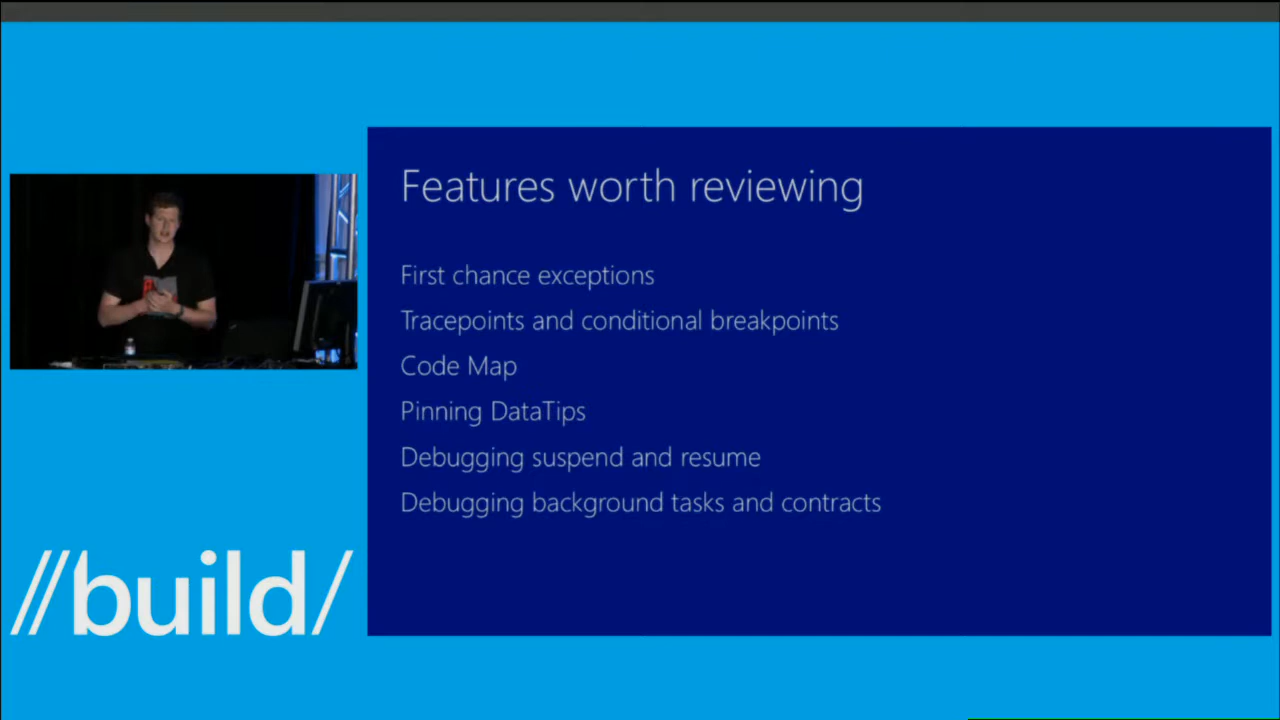 Features worth reviewing
First chance exceptions
Tracepoints and conditional breakpoints
Code Map
Pinning DataTips
Debugging suspend and resume
Debugging background tasks and contracts
//build/